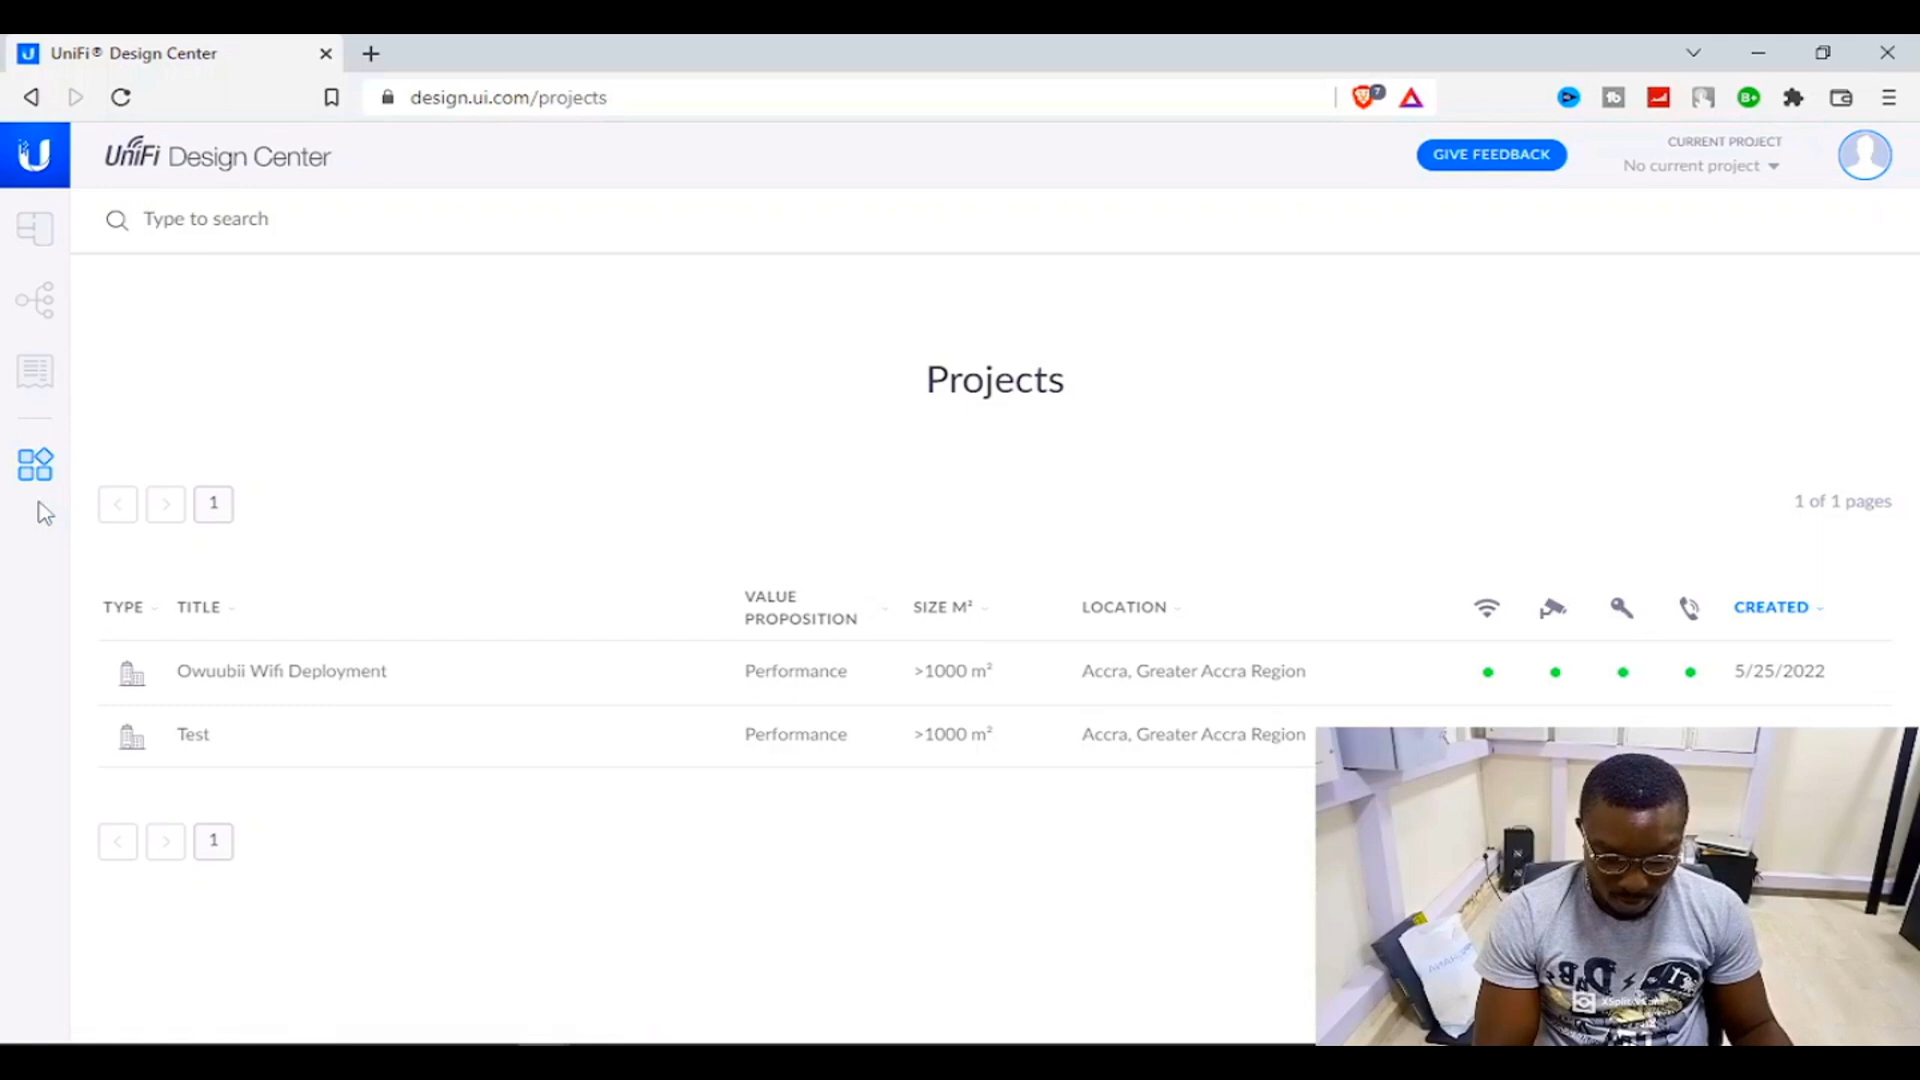 UniFi® Design Center
design.ui.com/projects
7
B+
UniFi Design Center
GIVE FEEDBACK
CURRENT PROJECT
No current project
Type to search
Projects
< > 1
1 of 1 pages
TYPE TITLE VALUE PROPOSITION SIZE M² LOCATION CREATED
Owuubii Wifi Deployment Performance >1000 m² Accra, Greater Accra Region 5/25/2022
Test Performance >1000 m² Accra, Greater Accra Region
< > 1